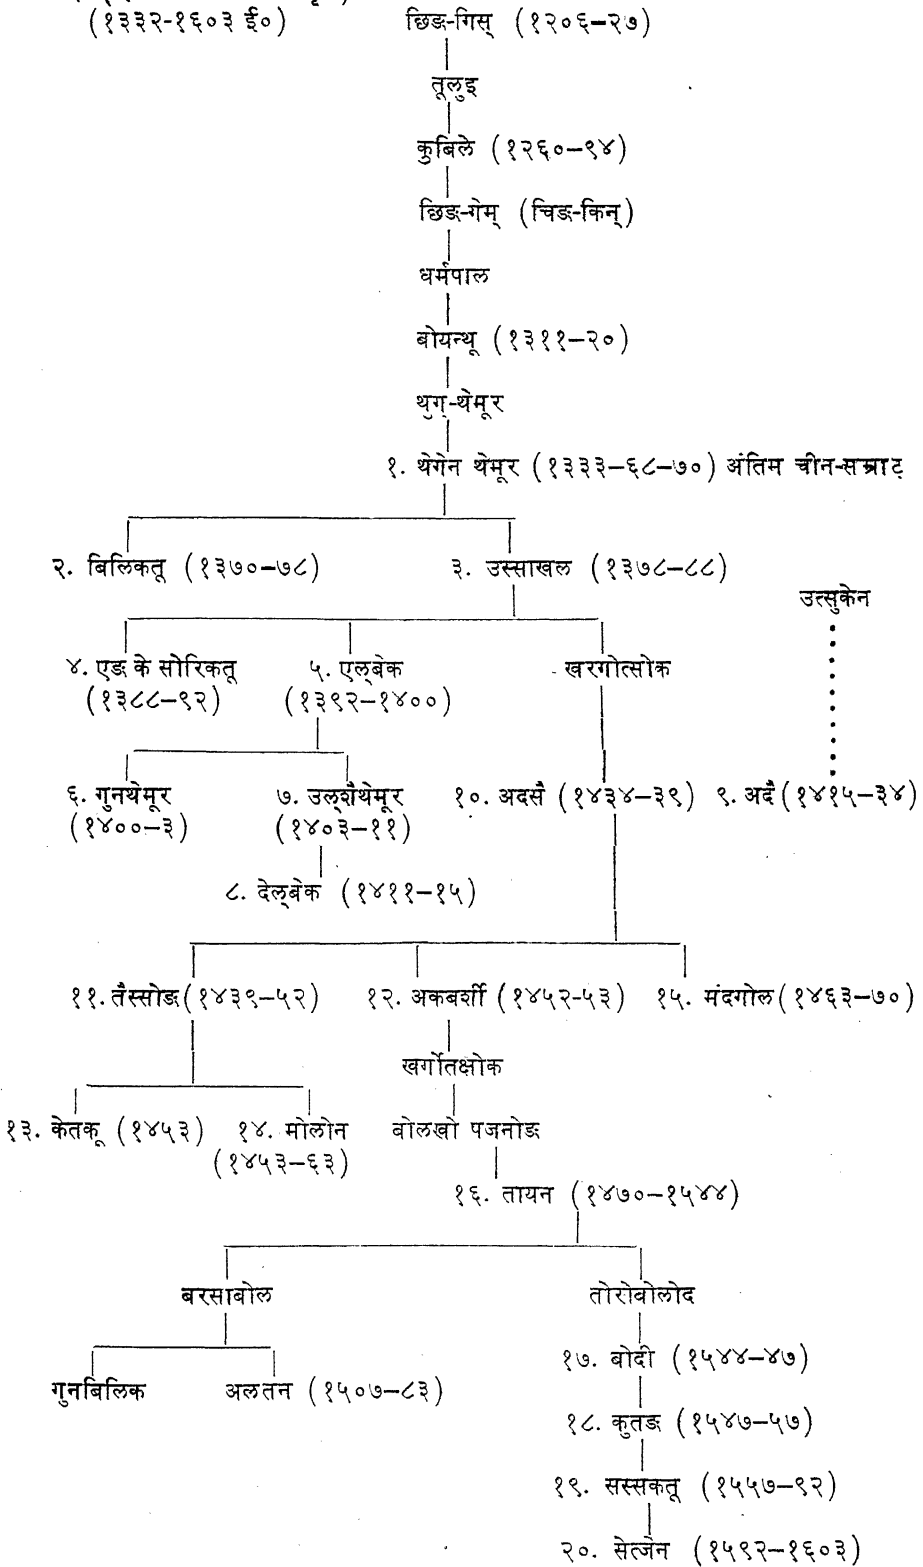 (१३३२-१६०३ ई०) छिङ-गिस् (१२०६–२७)
तूलुइ
कुबिले (१२६०–९४)
छिङ-गेम् (चिङ-किन्)
धर्मपाल
बोयन्थू (१३११–२०)
थुग्-थेमूर
१. थेगेन थेमूर (१३३३–६८–७०) अंतिम चीन-सम्राट्
२. बिलिकतू (१३७०–७८) ३. उस्साखल (१३७८–८८)
उत्सुकेन
४. एङ के सोरिकतू ५. एल्‌बेक खरगोत्सोक
(१३८८–९२) (१३९२–१४००)
६. गुनथेमूर ७. उल्‌शैथेमूर १०. अदसै (१४३४–३९) ९. अदै (१४१५–३४)
(१४००–३) (१४०३–११)
८. देल्‌बेक (१४११–१५)
११. तैस्सोङ (१४३९–५२) १२. अकबर्शी (१४५२-५३) १५. मंदगोल (१४६३–७०)
खर्गोतक्षोक
१३. केतकू (१४५३) १४. मोलोन वोलखो पजनोङ
(१४५३–६३)
१६. तायन (१४७०–१५४४)
बरसाबोल तोरोवोलोद
१७. बोदी (१५४४–४७)
गुनबिलिक अलतन (१५०७–८३)
१८. कुतङ (१५४७–५७)
१९. सस्सकतू (१५५७–९२)
२०. सेत्जेन (१५९२–१६०३)